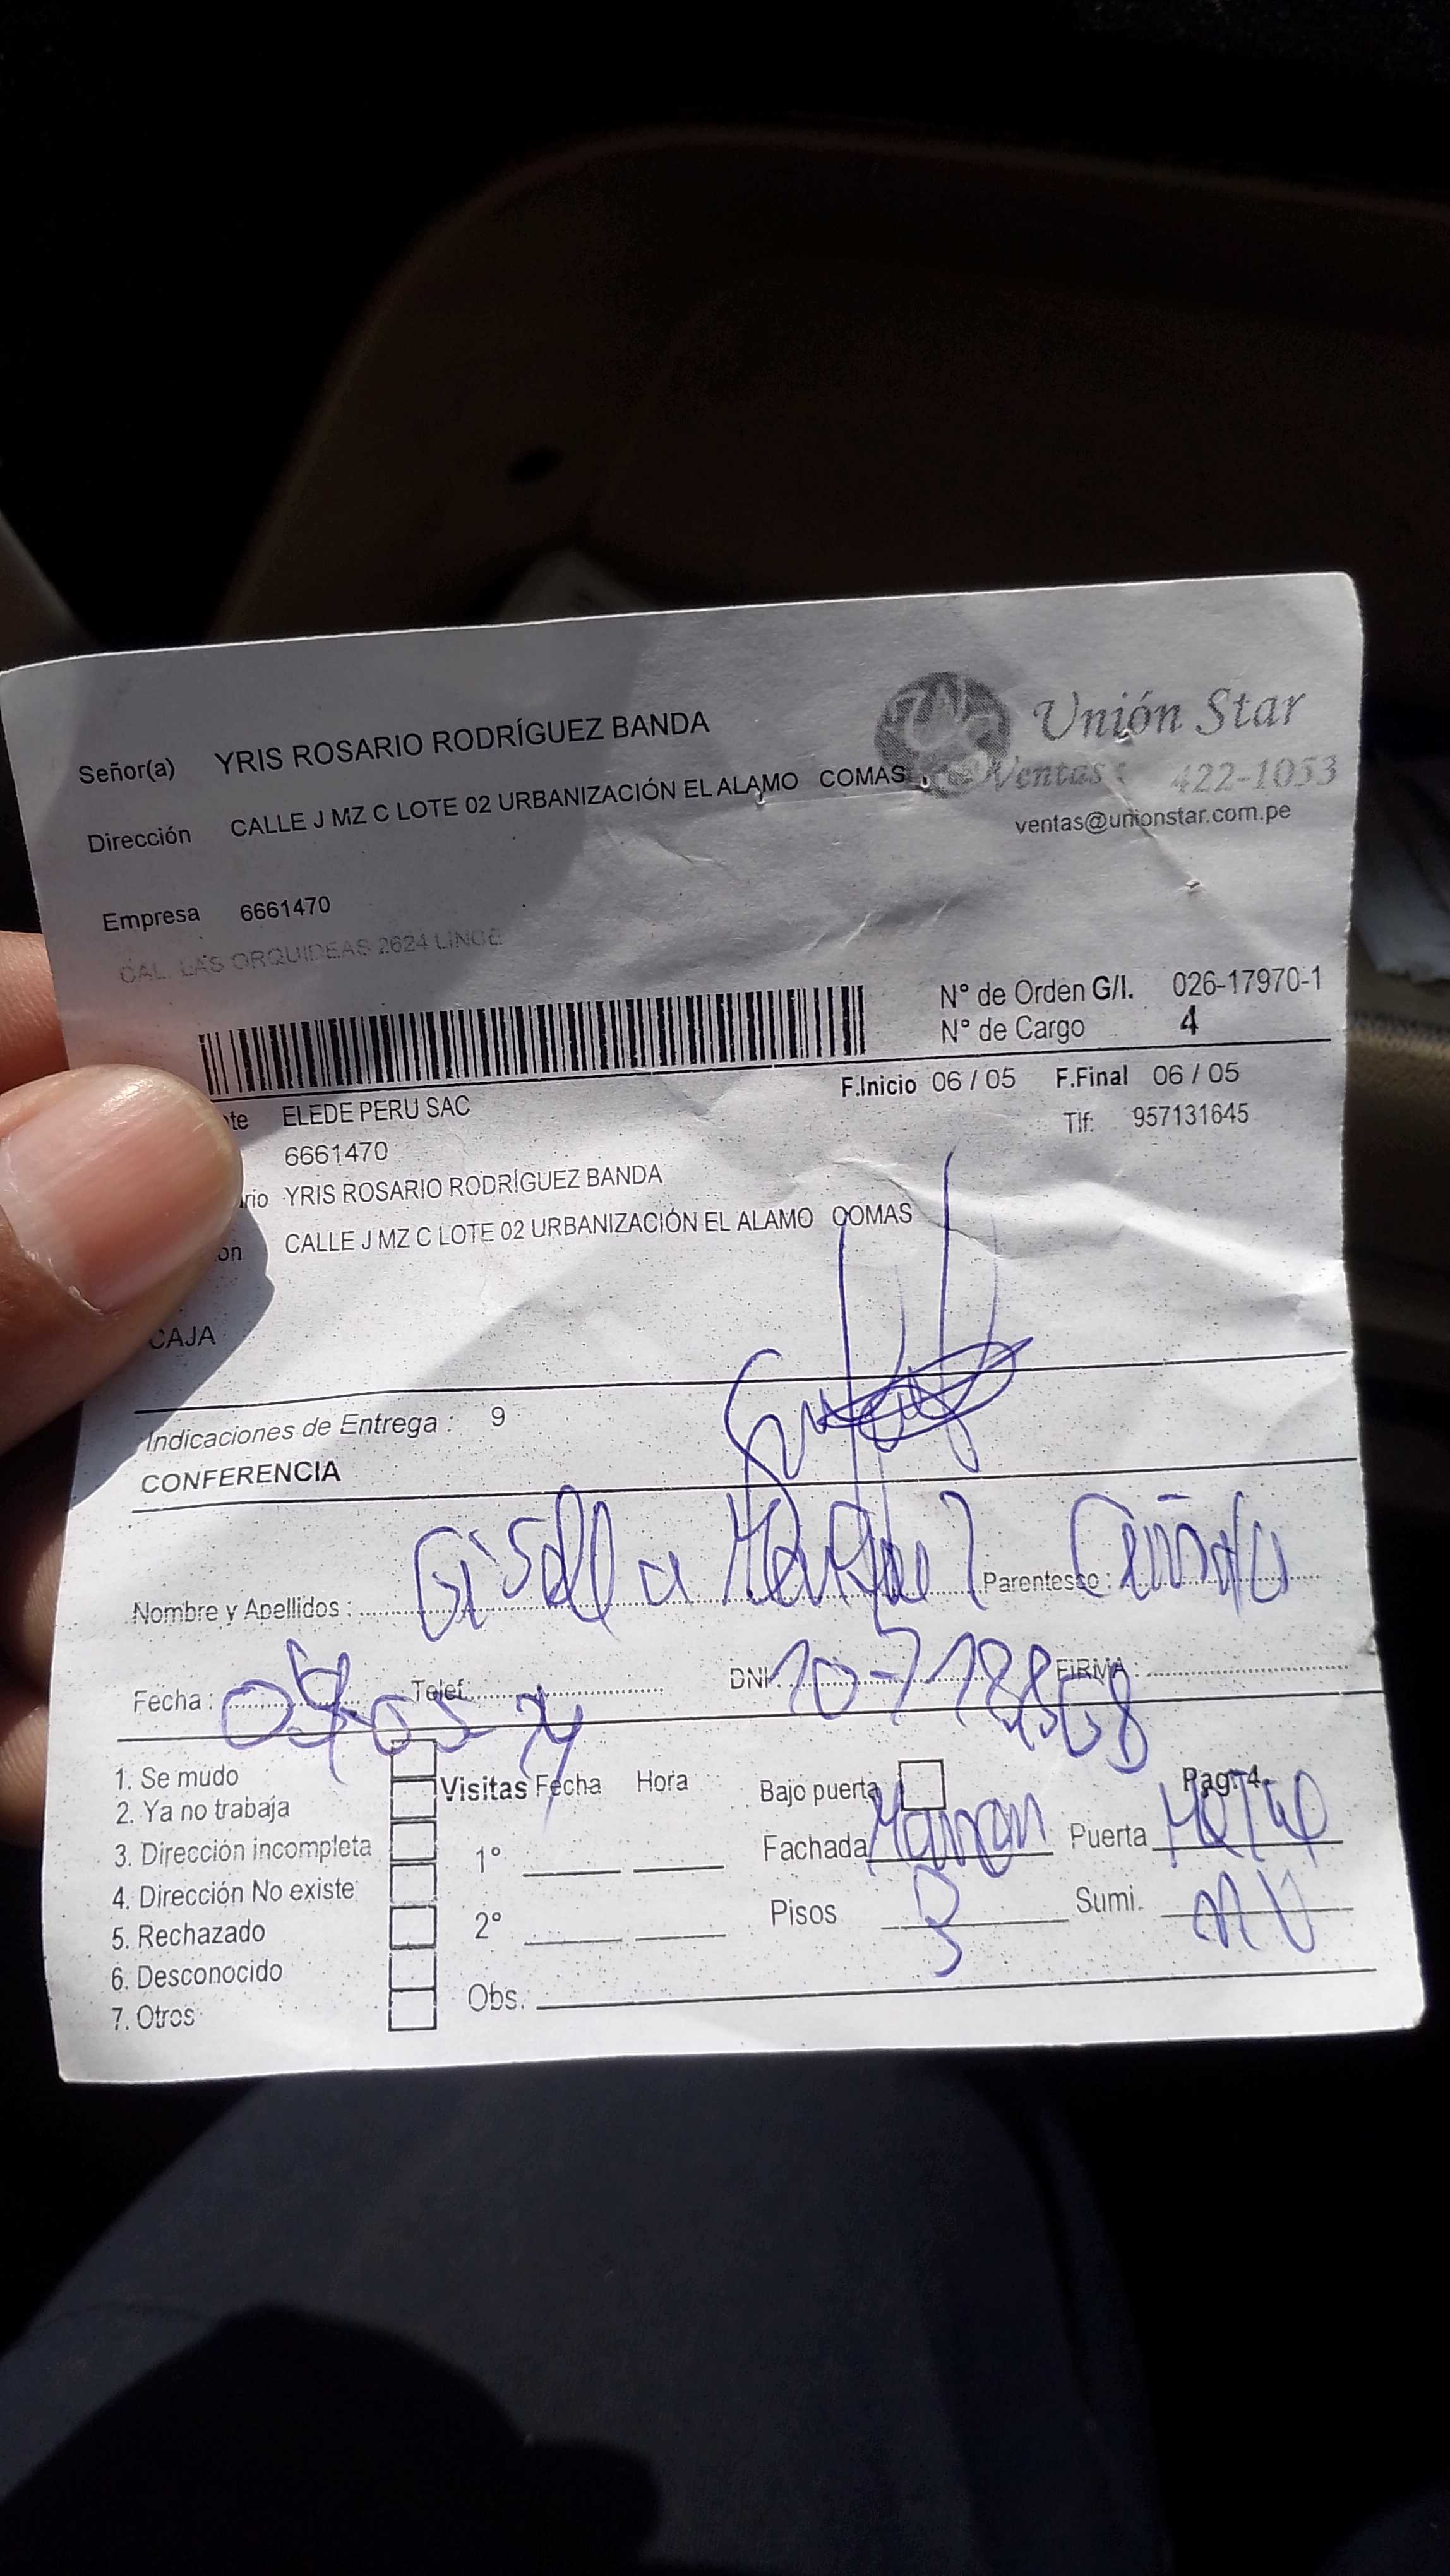 Unión Star
Señor(a) YRIS ROSARIO RODRÍGUEZ BANDA
Ventas: 422-1053
Dirección CALLE J MZ C LOTE 02 URBANIZACIÓN EL ALAMO COMAS
ventas@unionstar.com.pe
Empresa 6661470
CAL. LAS ORQUIDEAS 2624 LINCE
N° de Orden G/I. 026-17970-1
N° de Cargo 4
F.Inicio 06 / 05 F.Final 06 / 05
te ELEDE PERU SAC
Tlf: 957131645
6661470
rio YRIS ROSARIO RODRÍGUEZ BANDA
ón CALLE J MZ C LOTE 02 URBANIZACIÓN EL ALAMO COMAS
CAJA
Indicaciones de Entrega : 9
CONFERENCIA
Nombre y Apellidos : Gisella Parentesco :
Fecha : Telef. DNI: FIRMA :
1. Se mudo
2. Ya no trabaja
3. Dirección incompleta
4. Dirección No existe
5. Rechazado
6. Desconocido
7. Otros
Visitas Fecha Hora
1°
2°
Obs.
Bajo puerta Pag. 4
Fachada Puerta
Pisos 3 Sumi.